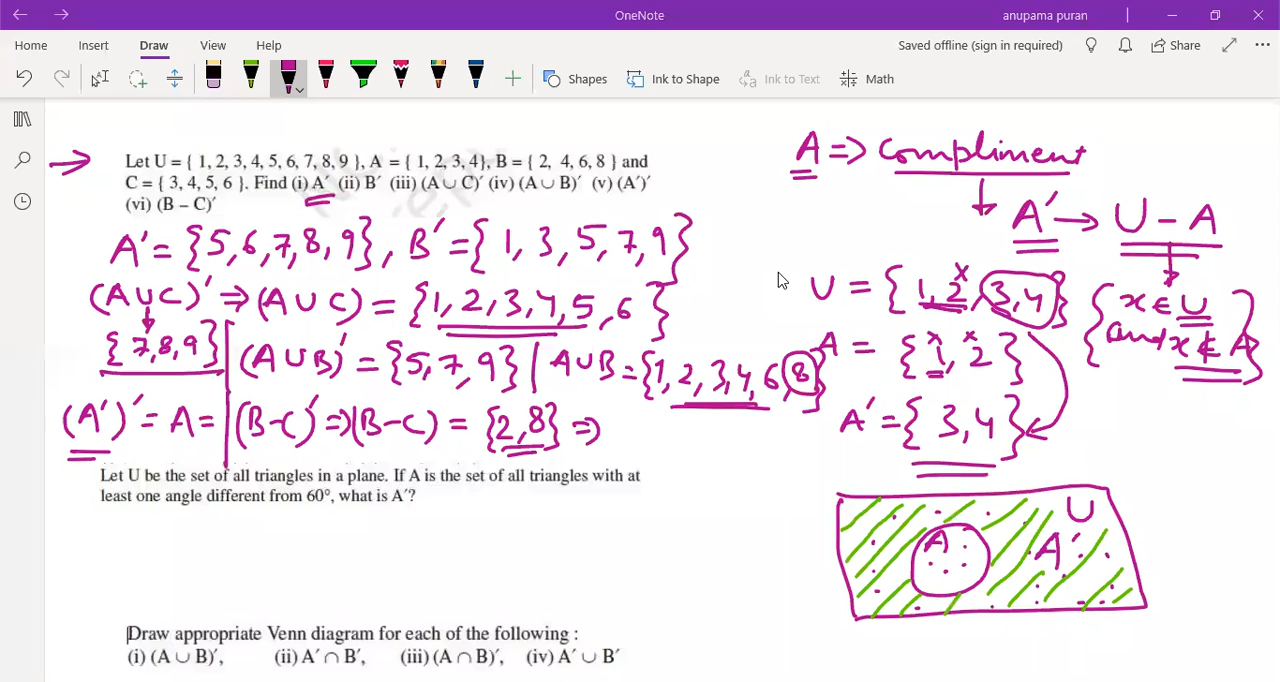 OneNote
anupama puran
Home Insert Draw View Help
Saved offline (sign in required)
Share
Shapes
Ink to Shape
Ink to Text
Math
Let U = { 1, 2, 3, 4, 5, 6, 7, 8, 9 }, A = { 1, 2, 3, 4}, B = { 2, 4, 6, 8 } and
C = { 3, 4, 5, 6 }. Find (i) A′ (ii) B′ (iii) (A ∪ C)′ (iv) (A ∪ B)′ (v) (A′)′
(vi) (B – C)′
A' = {5,6,7,8,9}, B' = {1,3,5,7,9}
(A∪C)' ⇒ (A∪C) = {1,2,3,4,5,6}
{7,8,9}
(A∪B)' = {5,7,9} | A∪B = {1,2,3,4,6,8}
(A')' = A =
(B-C)' ⇒ (B-C) = {2,8} ⇒
Let U be the set of all triangles in a plane. If A is the set of all triangles with at
least one angle different from 60°, what is A′?
Draw appropriate Venn diagram for each of the following :
(i) (A ∪ B)′, (ii) A′ ∩ B′, (iii) (A ∩ B)′, (iv) A′ ∪ B′
A ⇒ compliment
A' → U - A
U = {1,2,3,4}
A = {1,2}
A' = {3,4}
{x ∈ U
and x ∉ A}
U
A
A'